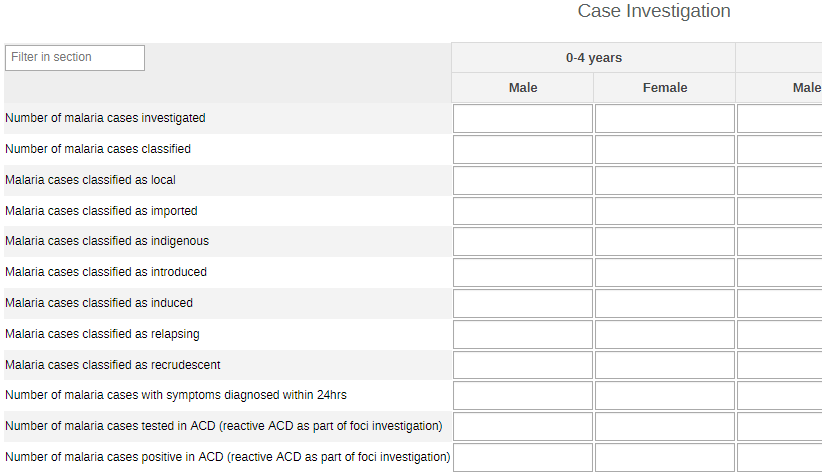 Case Investigation
Filter in section
0-4 years
Male Female Male
Number of malaria cases investigated
Number of malaria cases classified
Malaria cases classified as local
Malaria cases classified as imported
Malaria cases classified as indigenous
Malaria cases classified as introduced
Malaria cases classified as induced
Malaria cases classified as relapsing
Malaria cases classified as recrudescent
Number of malaria cases with symptoms diagnosed within 24hrs
Number of malaria cases tested in ACD (reactive ACD as part of foci investigation)
Number of malaria cases positive in ACD (reactive ACD as part of foci investigation)